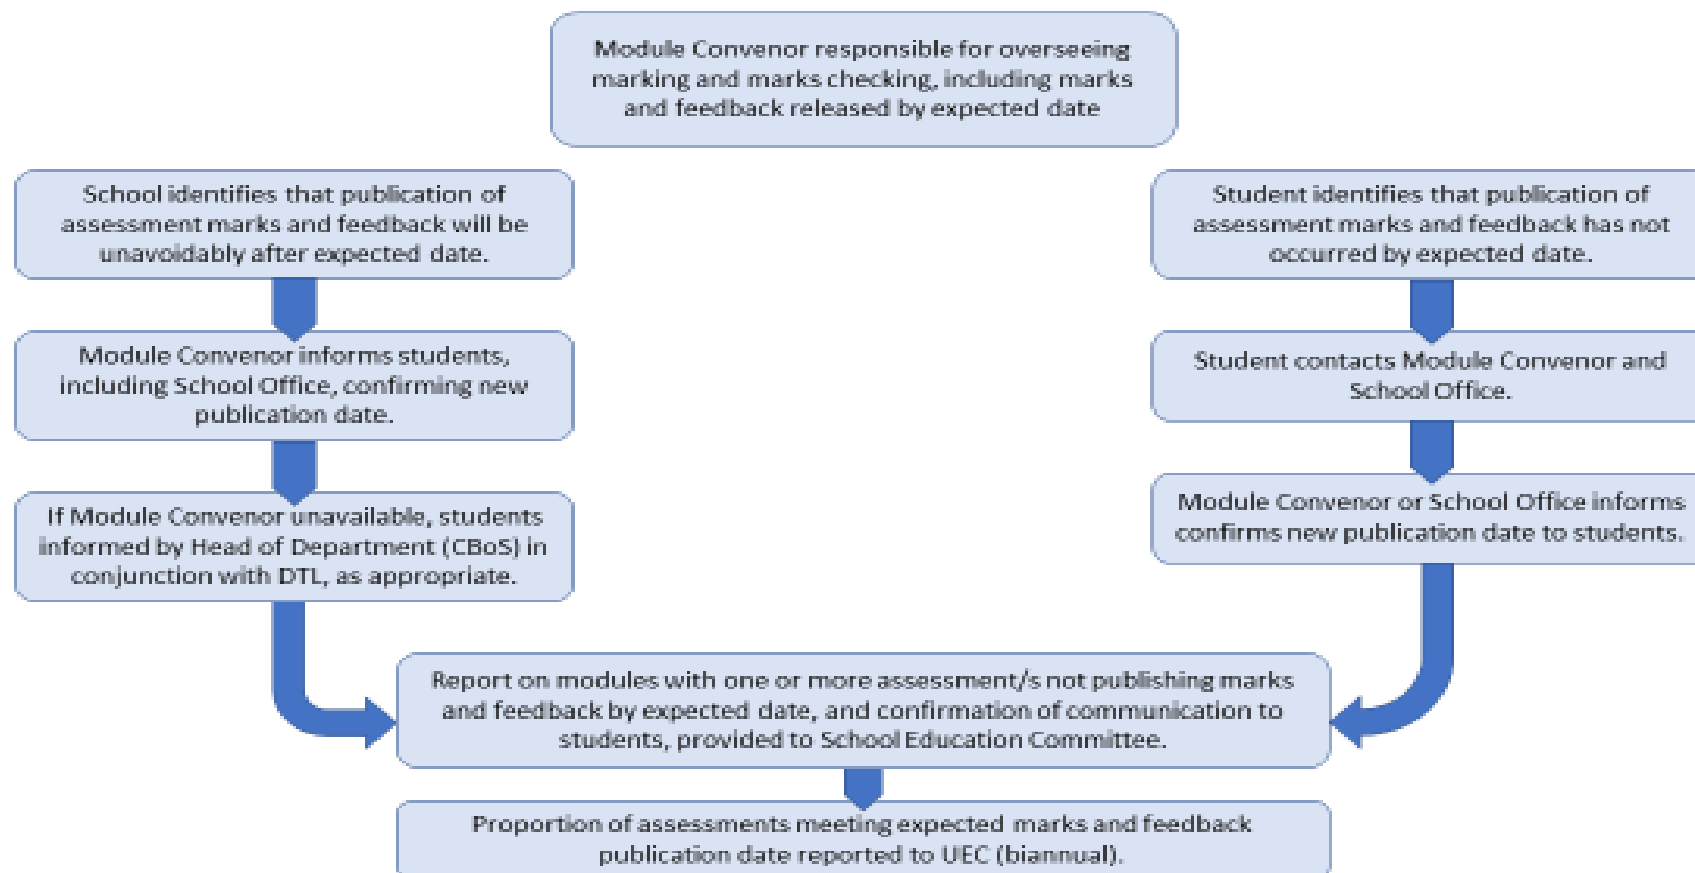 Module Convenor responsible for overseeing
marking and marks checking, including marks
and feedback released by expected date
School identifies that publication of
assessment marks and feedback will be
unavoidably after expected date.
Module Convenor informs students,
including School Office, confirming new
publication date.
If Module Convenor unavailable, students
informed by Head of Department (CBoS) in
conjunction with DTL, as appropriate.
Student identifies that publication of
assessment marks and feedback has not
occurred by expected date.
Student contacts Module Convenor and
School Office.
Module Convenor or School Office informs
confirms new publication date to students.
Report on modules with one or more assessment/s not publishing marks
and feedback by expected date, and confirmation of communication to
students, provided to School Education Committee.
Proportion of assessments meeting expected marks and feedback
publication date reported to UEC (biannual).